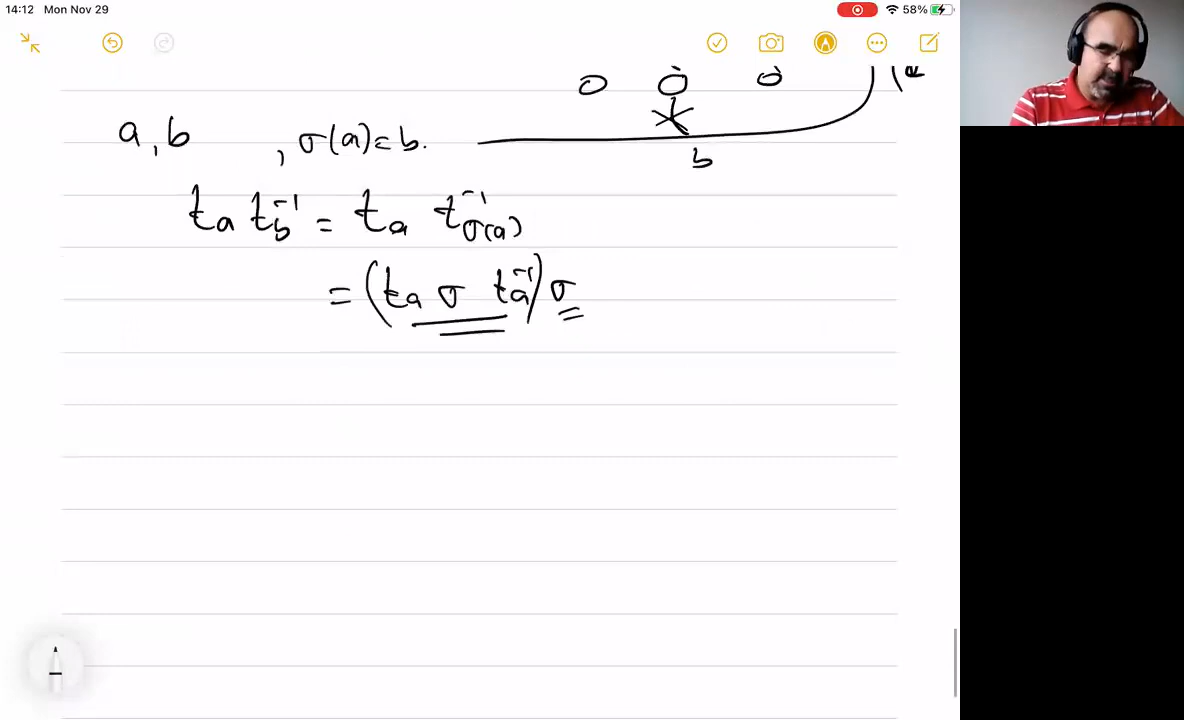 14:12 Mon Nov 29 58%
a, b , σ(a) = b.
b
t_a t_b^{-1} = t_a t_{σ(a)}^{-1}
= (t_a σ t_a^{-1}) σ